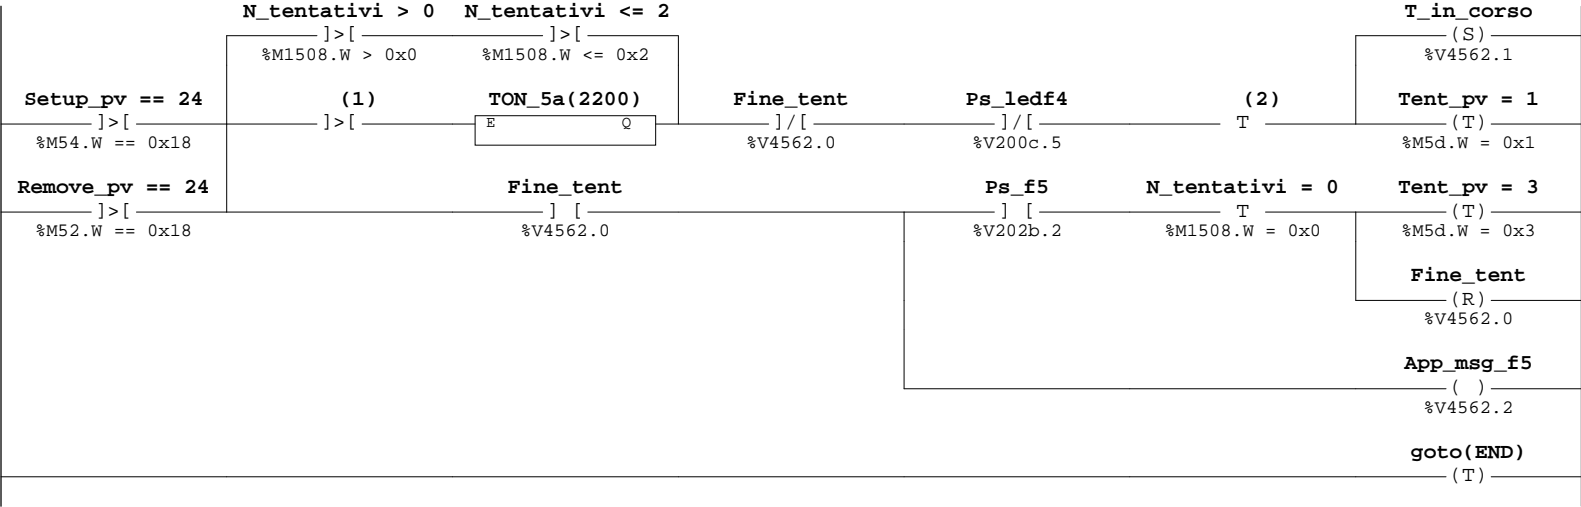 N_tentativi > 0 N_tentativi <= 2 T_in_corso
]>[ ]>[ (S)
%M1508.W > 0x0 %M1508.W <= 0x2 %V4562.1
Setup_pv == 24 (1) TON_5a(2200) Fine_tent Ps_ledf4 (2) Tent_pv = 1
]>[ ]>[ E Q ]/[ ]/[ T (T)
%M54.W == 0x18 %V4562.0 %V200c.5 %M5d.W = 0x1
Remove_pv == 24 Fine_tent Ps_f5 N_tentativi = 0 Tent_pv = 3
]>[ ] [ ] [ T (T)
%M52.W == 0x18 %V4562.0 %V202b.2 %M1508.W = 0x0 %M5d.W = 0x3
Fine_tent
(R)
%V4562.0
App_msg_f5
( )
%V4562.2
goto(END)
(T)